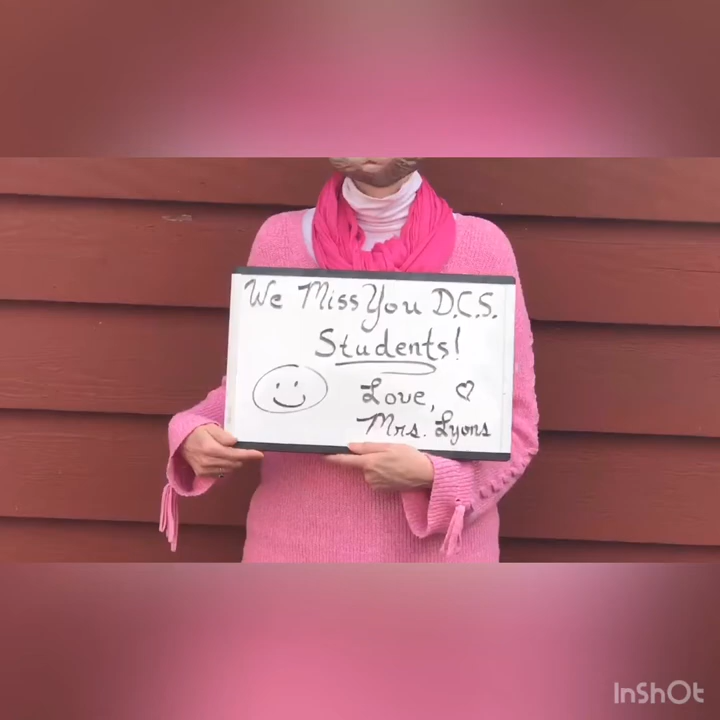 We Miss You D.C.S.
Students!
Love,
Mrs. Lyons
InShOt